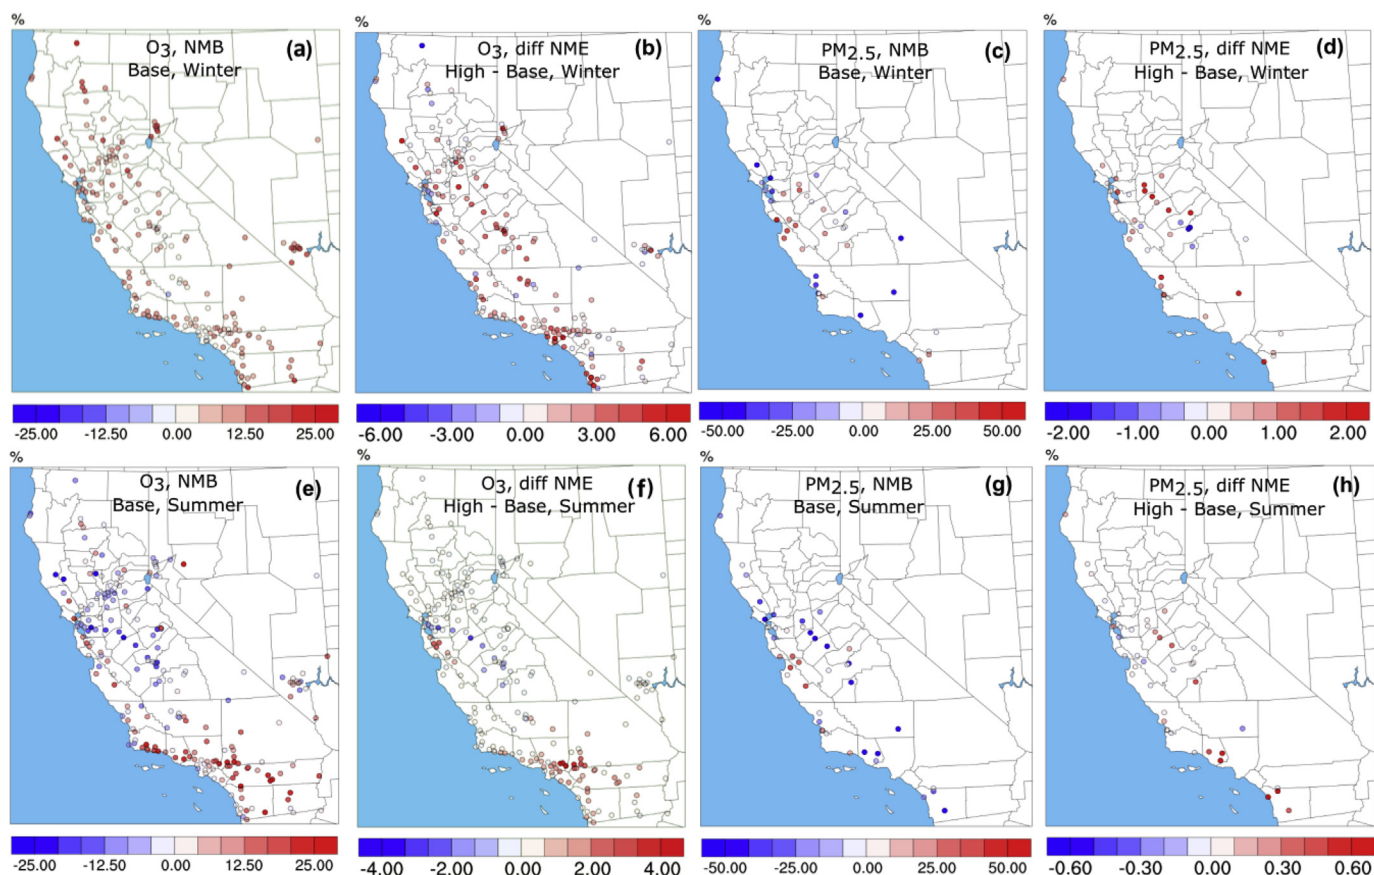 %
O3, NMB
Base, Winter
(a)
-25.00 -12.50 0.00 12.50 25.00
%
O3, diff NME
High - Base, Winter
(b)
-6.00 -3.00 0.00 3.00 6.00
%
PM2.5, NMB
Base, Winter
(c)
-50.00 -25.00 0.00 25.00 50.00
%
PM2.5, diff NME
High - Base, Winter
(d)
-2.00 -1.00 0.00 1.00 2.00
%
O3, NMB
Base, Summer
(e)
-25.00 -12.50 0.00 12.50 25.00
%
O3, diff NME
High - Base, Summer
(f)
-4.00 -2.00 0.00 2.00 4.00
%
PM2.5, NMB
Base, Summer
(g)
-50.00 -25.00 0.00 25.00 50.00
%
PM2.5, diff NME
High - Base, Summer
(h)
-0.60 -0.30 0.00 0.30 0.60